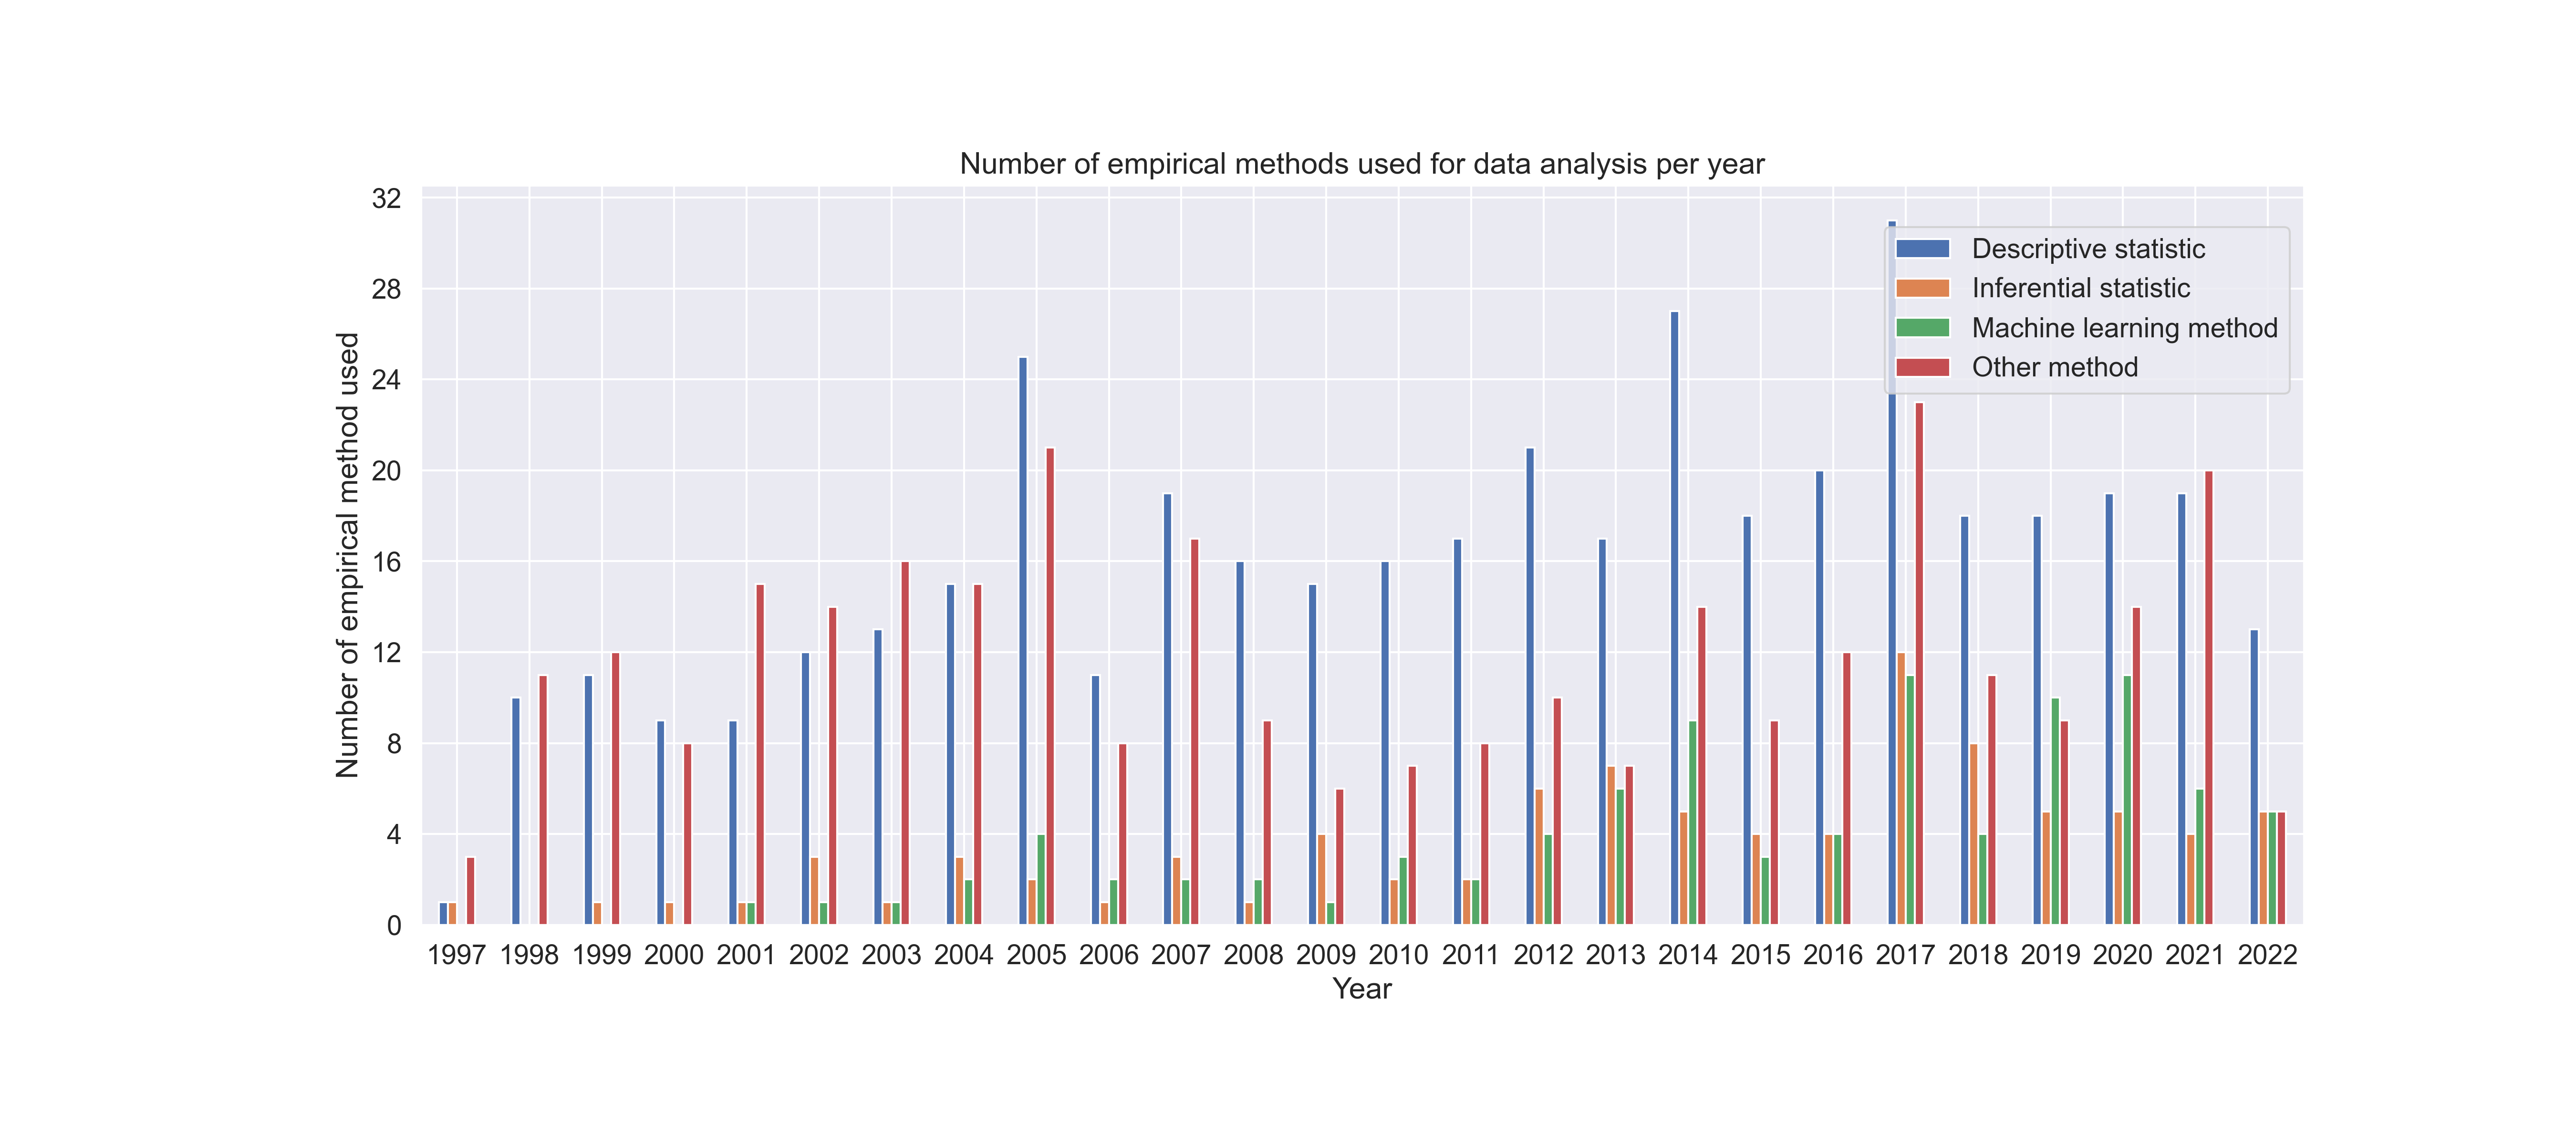 Number of empirical methods used for data analysis per year
Number of empirical method used
32
28
24
20
16
12
8
4
0
Descriptive statistic
Inferential statistic
Machine learning method
Other method
1997 1998 1999 2000 2001 2002 2003 2004 2005 2006 2007 2008 2009 2010 2011 2012 2013 2014 2015 2016 2017 2018 2019 2020 2021 2022
Year